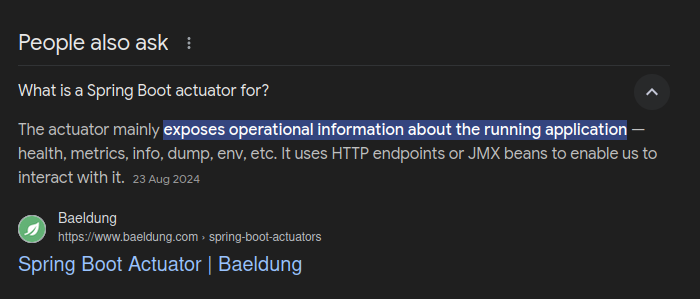 People also ask
What is a Spring Boot actuator for?
The actuator mainly exposes operational information about the running application —
health, metrics, info, dump, env, etc. It uses HTTP endpoints or JMX beans to enable us to
interact with it. 23 Aug 2024
Baeldung
https://www.baeldung.com › spring-boot-actuators
Spring Boot Actuator | Baeldung